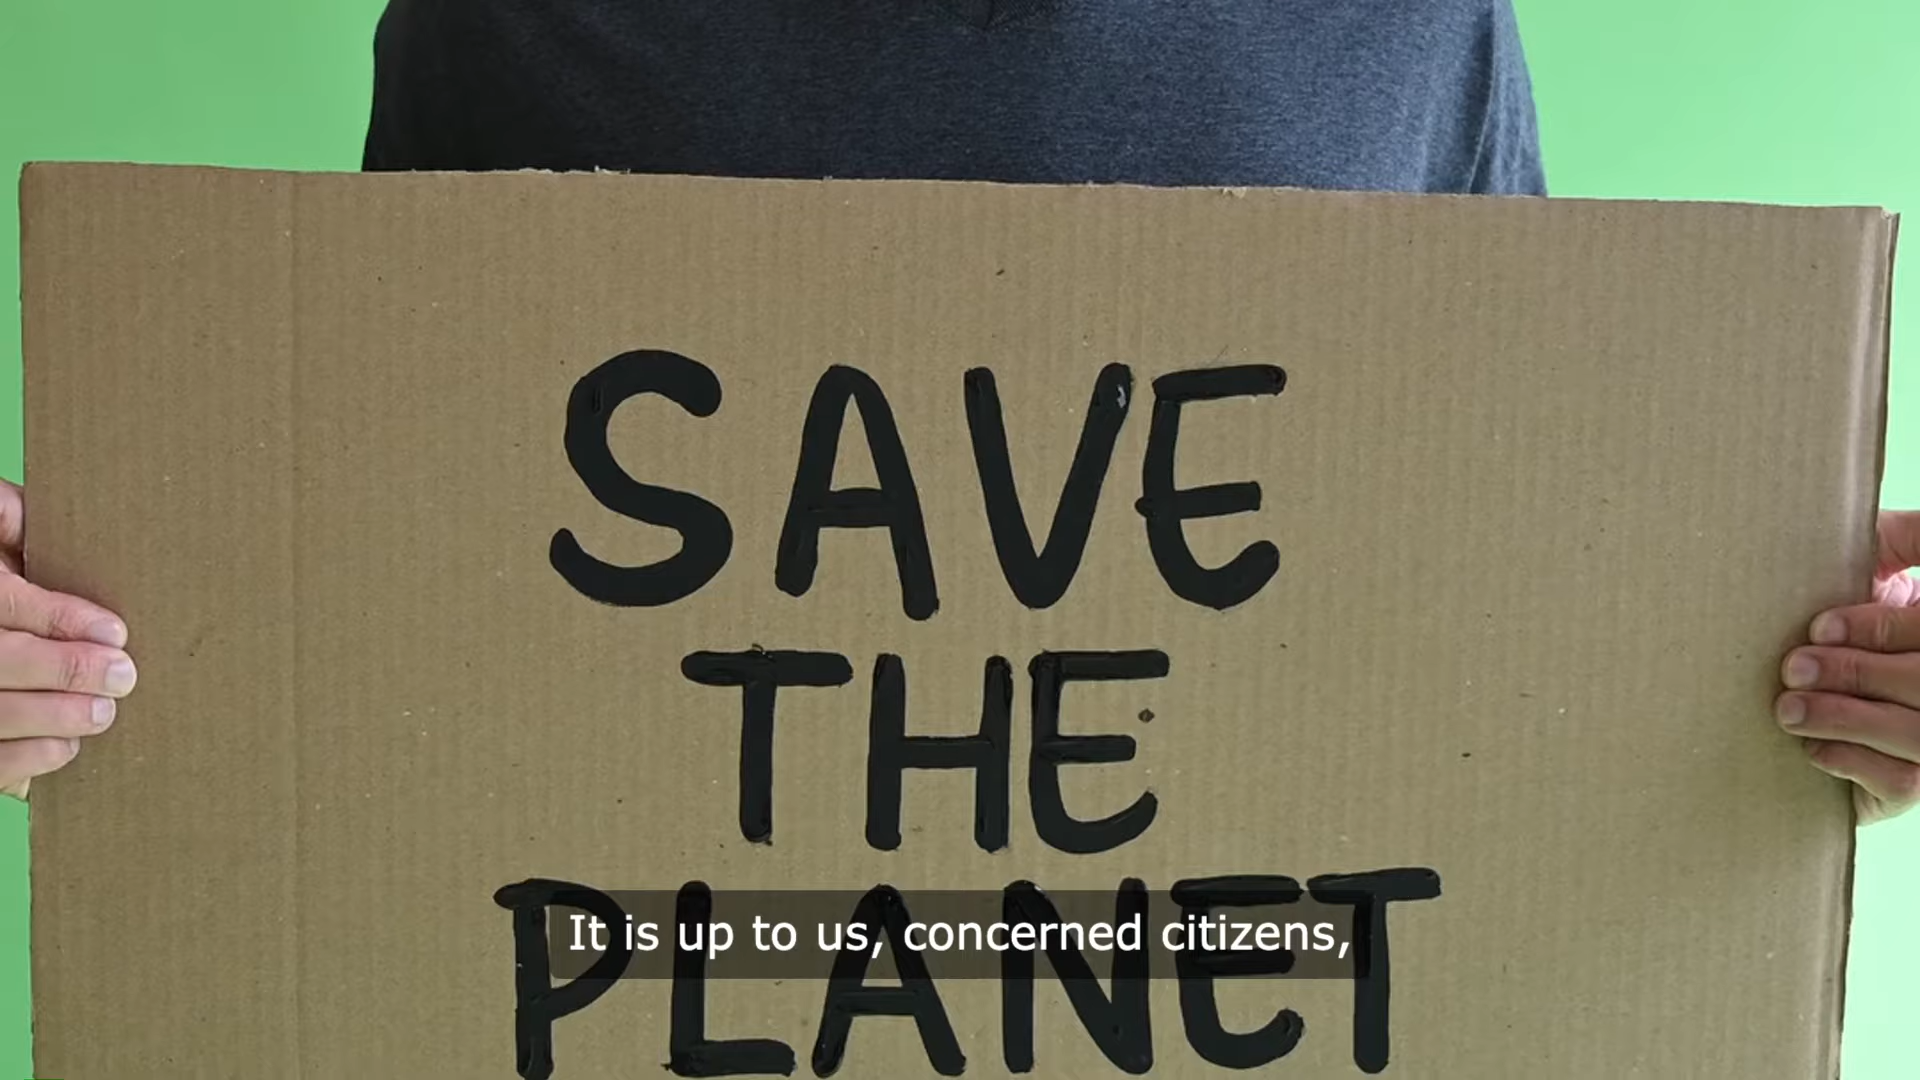 SAVE
THE
PLANET
It is up to us, concerned citizens,